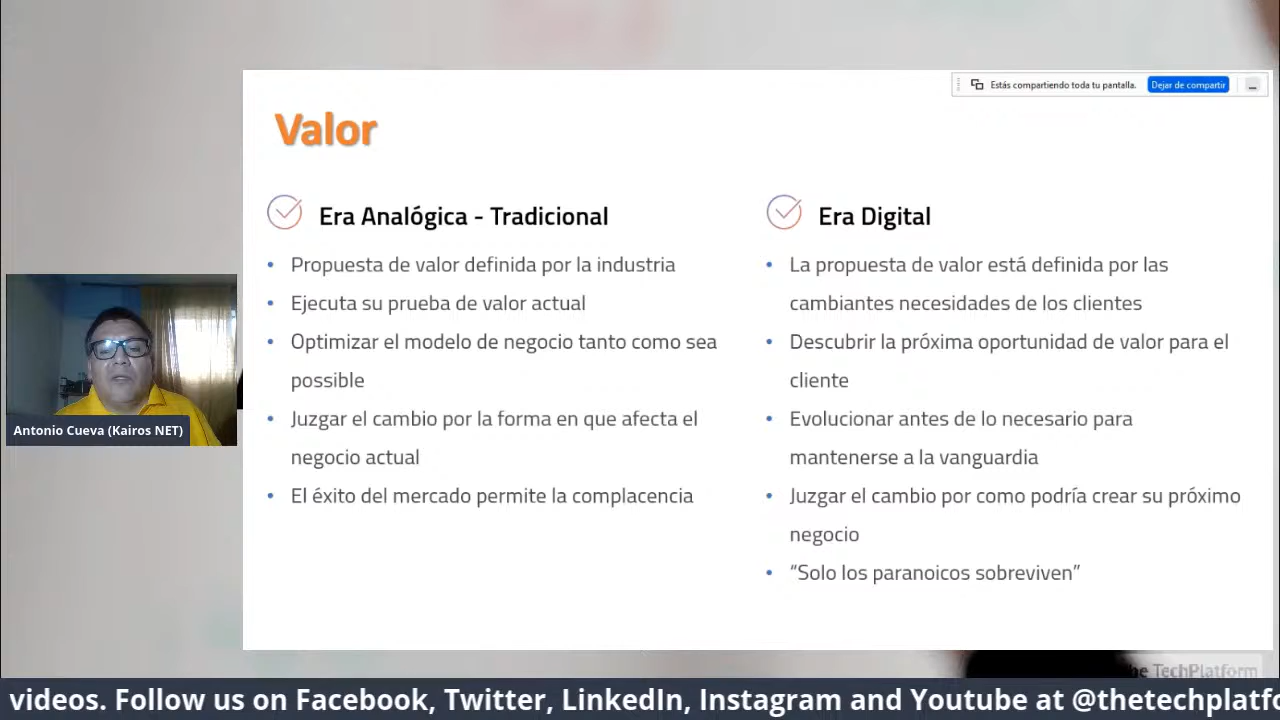 Estás compartiendo toda tu pantalla.
Dejar de compartir
Valor
Era Analógica - Tradicional
• Propuesta de valor definida por la industria
• Ejecuta su prueba de valor actual
• Optimizar el modelo de negocio tanto como sea
possible
• Juzgar el cambio por la forma en que afecta el
negocio actual
• El éxito del mercado permite la complacencia
Era Digital
• La propuesta de valor está definida por las
cambiantes necesidades de los clientes
• Descubrir la próxima oportunidad de valor para el
cliente
• Evolucionar antes de lo necesario para
mantenerse a la vanguardia
• Juzgar el cambio por como podría crear su próximo
negocio
• “Solo los paranoicos sobreviven”
Antonio Cueva (Kairos NET)
he TechPlatform
videos. Follow us on Facebook, Twitter, LinkedIn, Instagram and Youtube at @thetechplatfo